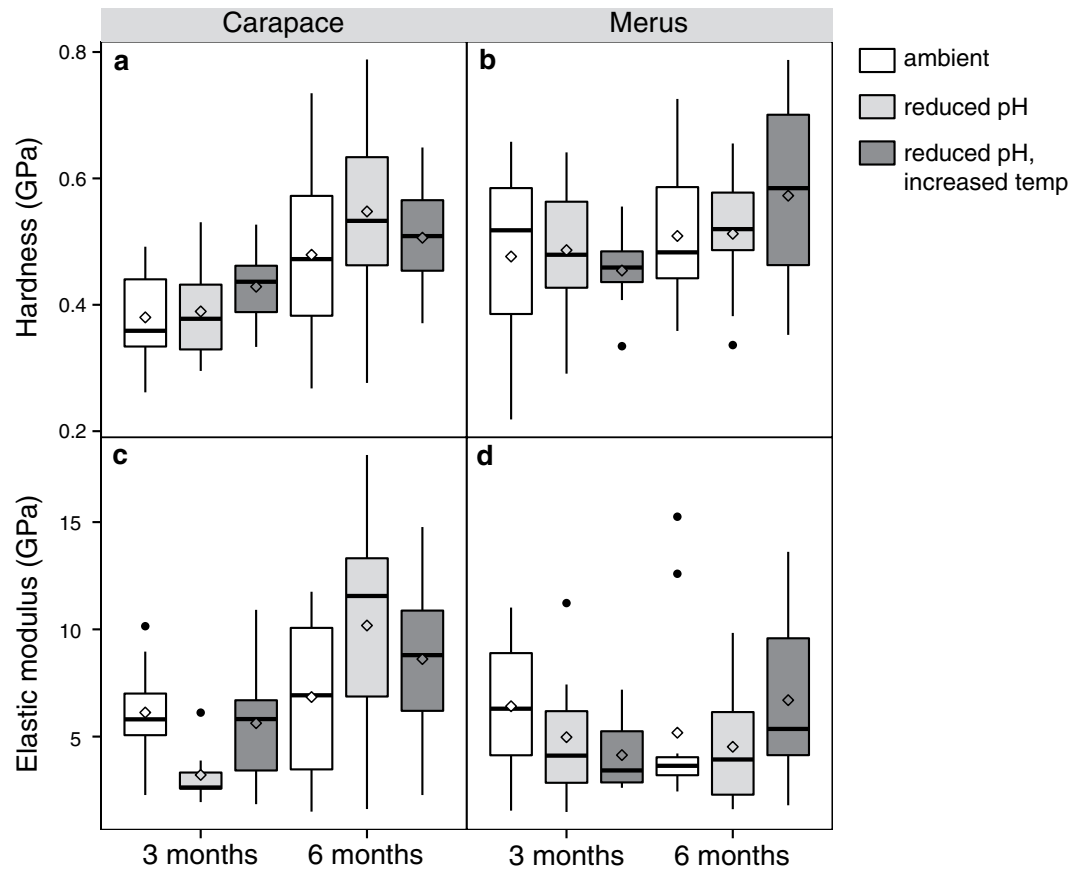 Carapace
Merus
a
b
ambient
reduced pH
reduced pH,
increased temp
Hardness (GPa)
0.8
0.6
0.4
0.2
c
d
Elastic modulus (GPa)
15
10
5
3 months
6 months
3 months
6 months